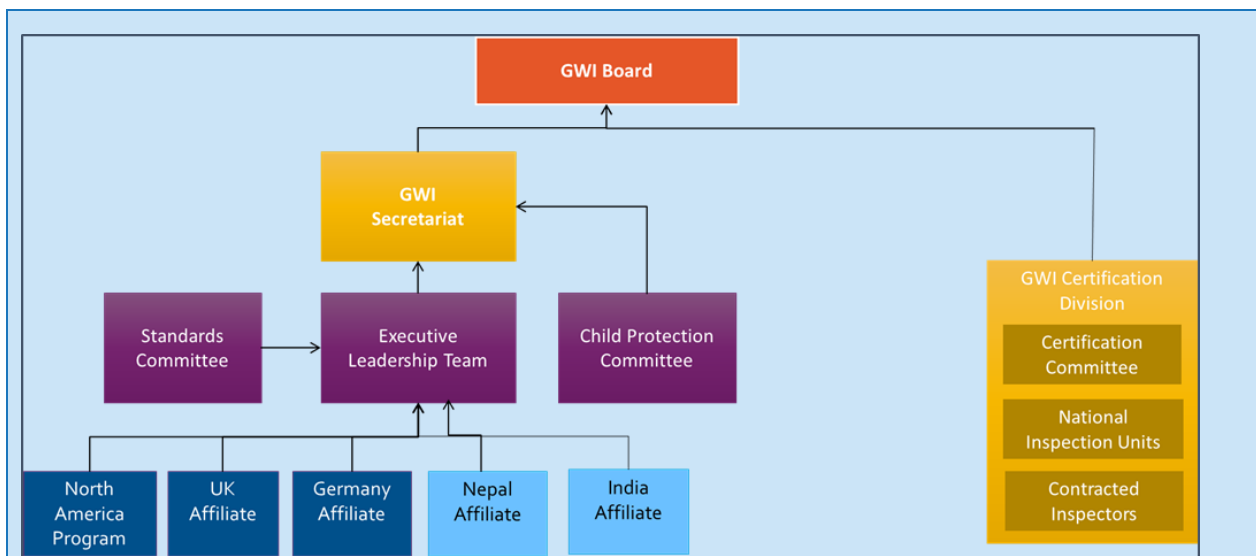 GWI Board
GWI
Secretariat
GWI Certification
Division
Standards
Committee
Executive
Leadership Team
Child Protection
Committee
Certification
Committee
National
Inspection Units
Contracted
Inspectors
North
America
Program
UK
Affiliate
Germany
Affiliate
Nepal
Affiliate
India
Affiliate